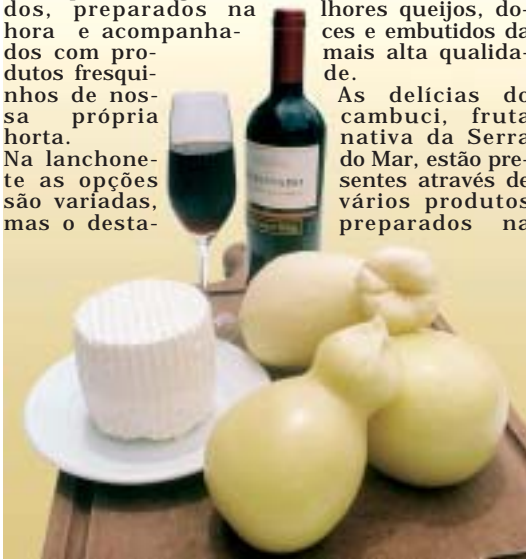 dos, preparados na
hora e acompanha-
dos com pro-
dutos fresqui-
nhos de nos-
sa própria
horta.
Na lanchone-
te as opções
são variadas,
mas o desta-
lhores queijos, do-
ces e embutidos da
mais alta qualida-
de.
As delícias do
cambuci, fruta
nativa da Serra
do Mar, estão pre-
sentes através de
vários produtos
preparados na